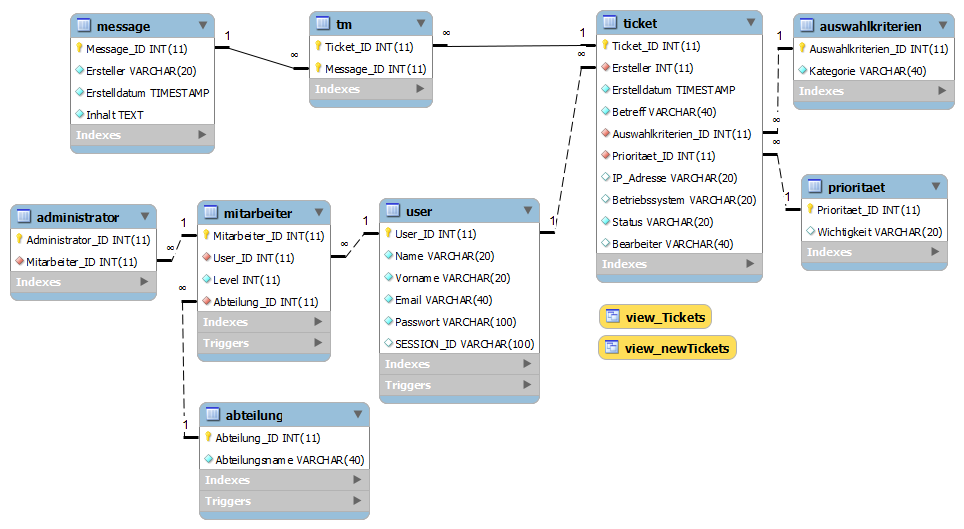 message
Message_ID INT(11)
Ersteller VARCHAR(20)
Erstelldatum TIMESTAMP
Inhalt TEXT
Indexes
1
∞
tm
Ticket_ID INT(11)
Message_ID INT(11)
Indexes
∞
1
∞
ticket
Ticket_ID INT(11)
Ersteller INT(11)
Erstelldatum TIMESTAMP
Betreff VARCHAR(40)
Auswahlkriterien_ID INT(11)
Prioritaet_ID INT(11)
IP_Adresse VARCHAR(20)
Betriebssystem VARCHAR(20)
Status VARCHAR(20)
Bearbeiter VARCHAR(40)
Indexes
1
∞
∞
1
auswahlkriterien
Auswahlkriterien_ID INT(11)
Kategorie VARCHAR(40)
Indexes
prioritaet
Prioritaet_ID INT(11)
Wichtigkeit VARCHAR(20)
Indexes
administrator
Administrator_ID INT(11)
Mitarbeiter_ID INT(11)
Indexes
1
∞
∞
mitarbeiter
Mitarbeiter_ID INT(11)
User_ID INT(11)
Level INT(11)
Abteilung_ID INT(11)
Indexes
Triggers
1
∞
user
User_ID INT(11)
Name VARCHAR(20)
Vorname VARCHAR(20)
Email VARCHAR(40)
Passwort VARCHAR(100)
SESSION_ID VARCHAR(100)
Indexes
Triggers
1
view_Tickets
view_newTickets
1
abteilung
Abteilung_ID INT(11)
Abteilungsname VARCHAR(40)
Indexes
Triggers